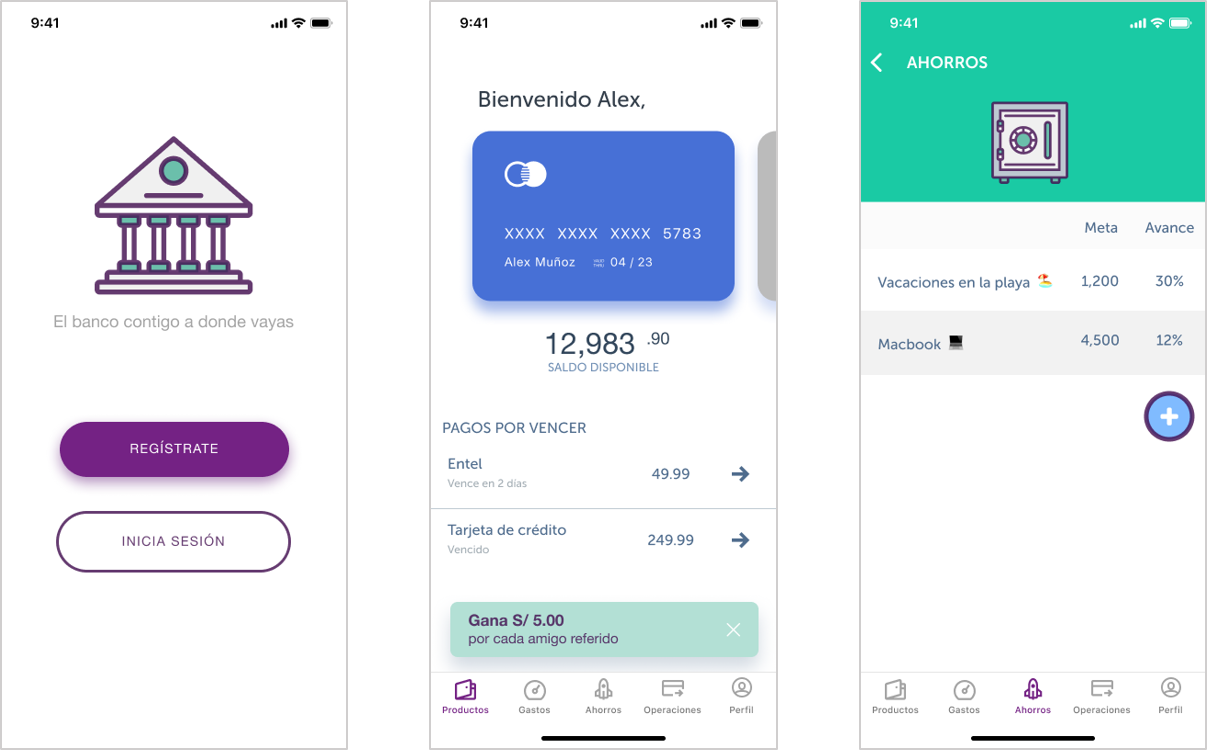 9:41
El banco contigo a donde vayas
REGÍSTRATE
INICIA SESIÓN
9:41
Bienvenido Alex,
XXXX XXXX XXXX 5783
Alex Muñoz 04 / 23
12,983 .90
SALDO DISPONIBLE
PAGOS POR VENCER
Entel 49.99
Vence en 2 días
Tarjeta de crédito 249.99
Vencido
Gana S/ 5.00
por cada amigo referido
Productos Gastos Ahorros Operaciones Perfil
9:41
AHORROS
Meta Avance
Vacaciones en la playa 🏖️ 1,200 30%
Macbook 💻 4,500 12%
Productos Gastos Ahorros Operaciones Perfil